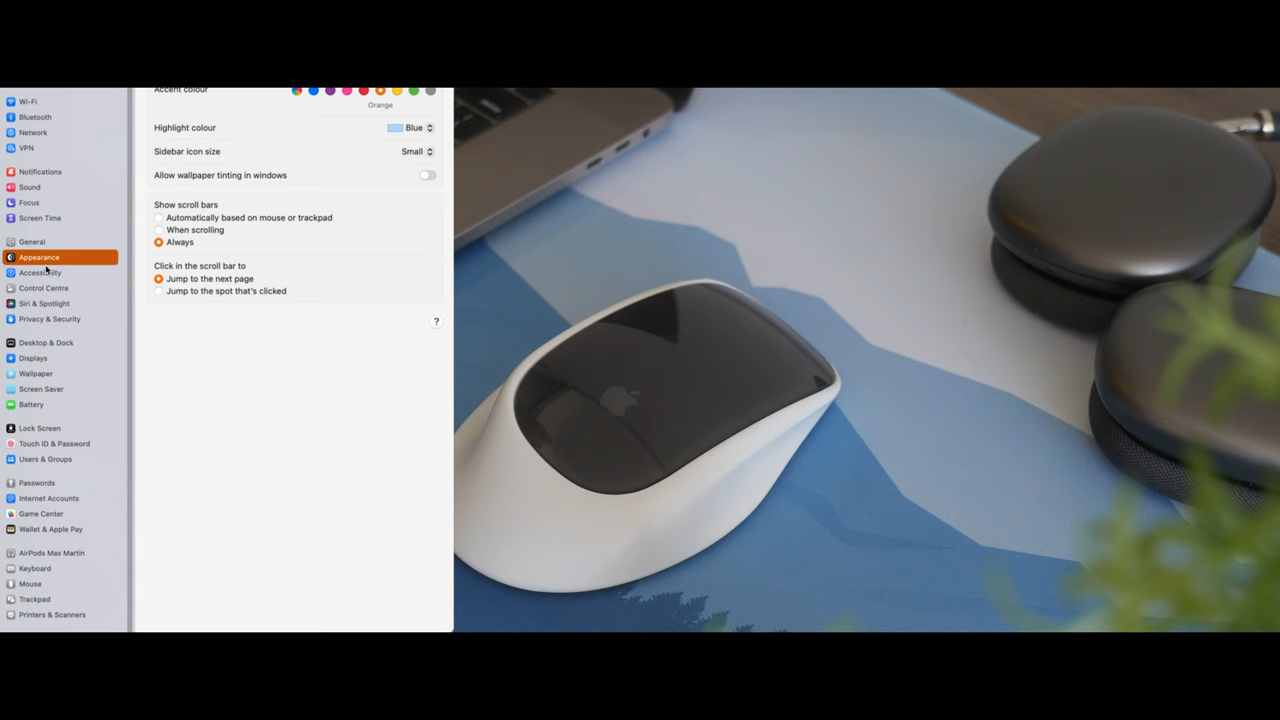 Wi-Fi
Bluetooth
Network
VPN
Notifications
Sound
Focus
Screen Time
General
Appearance
Accessibility
Control Centre
Siri & Spotlight
Privacy & Security
Desktop & Dock
Displays
Wallpaper
Screen Saver
Battery
Lock Screen
Touch ID & Password
Users & Groups
Passwords
Internet Accounts
Game Center
Wallet & Apple Pay
AirPods Max Martin
Keyboard
Mouse
Trackpad
Printers & Scanners
Accent colour
Orange
Highlight colour Blue
Sidebar icon size Small
Allow wallpaper tinting in windows
Show scroll bars
Automatically based on mouse or trackpad
When scrolling
Always
Click in the scroll bar to
Jump to the next page
Jump to the spot that's clicked
?